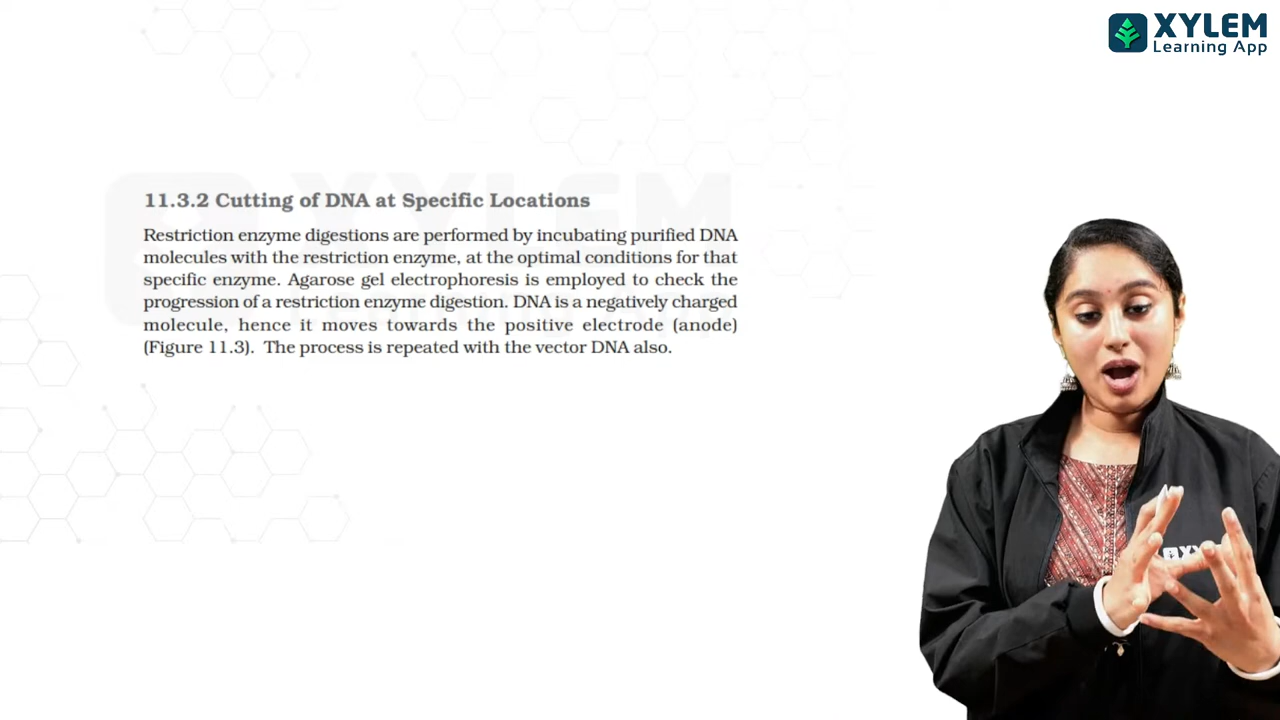 XYLEM
Learning App
11.3.2 Cutting of DNA at Specific Locations
Restriction enzyme digestions are performed by incubating purified DNA
molecules with the restriction enzyme, at the optimal conditions for that
specific enzyme. Agarose gel electrophoresis is employed to check the
progression of a restriction enzyme digestion. DNA is a negatively charged
molecule, hence it moves towards the positive electrode (anode)
(Figure 11.3). The process is repeated with the vector DNA also.
XYLEM